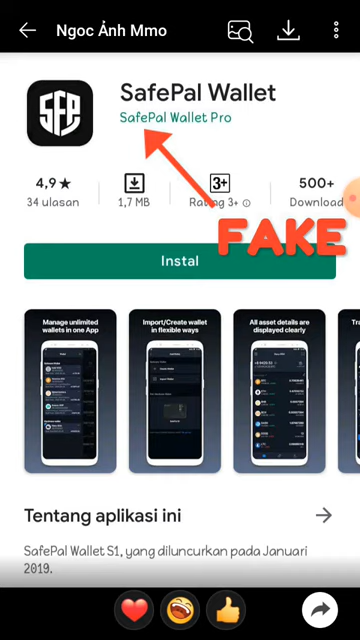 Ngoc Ảnh Mmo
SFP
SafePal Wallet
SafePal Wallet Pro
4,9★
34 ulasan
1,7 MB
3+
Rating 3+
500+
Download
FAKE
Instal
Manage unlimited
wallets in one App
Import/Create wallet
in flexible ways
All asset details are
displayed clearly
Tentang aplikasi ini
SafePal Wallet S1, yang diluncurkan pada Januari
2019.